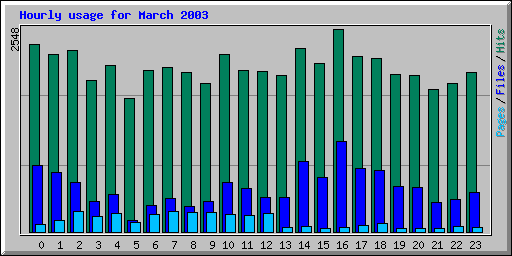 Hourly usage for March 2003
2548
Pages / Files / Hits
0 1 2 3 4 5 6 7 8 9 10 11 12 13 14 15 16 17 18 19 20 21 22 23